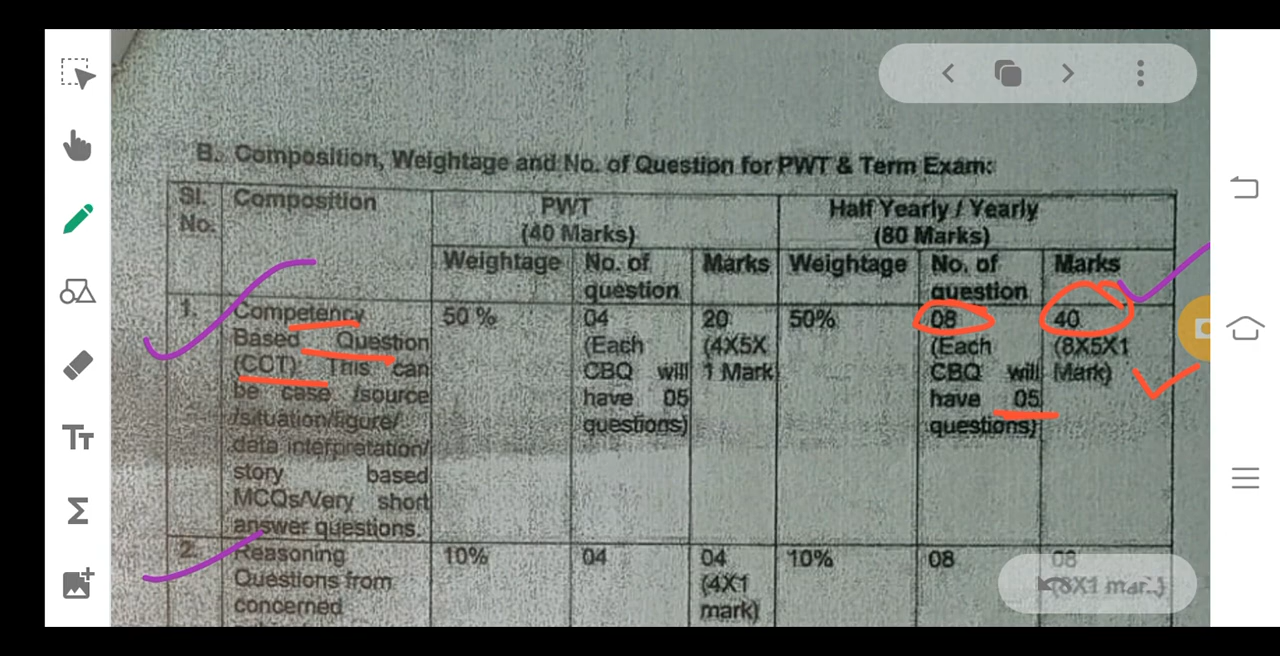 B. Composition, Weightage and No. of Question for PWT & Term Exam:
Sl. No.
Composition
PWT
(40 Marks)
Half Yearly / Yearly
(80 Marks)
Weightage
No. of question
Marks
Weightage
No. of question
Marks
1.
Competency
Based Question
(COT): This can
be case /source
/situation/figure/
data interpretation/
story based
MCQs/Very short
answer questions.
50 %
04
(Each
CBQ will
have 05
questions)
20
(4X5X
1 Mark
50%
08
(Each
CBQ will
have 05
questions)
40
(8X5X1
Mark)
2.
Reasoning
Questions from
concerned
10%
04
04
(4X1
mark)
10%
08
08
(8X1 mar..)
Tt
Σ